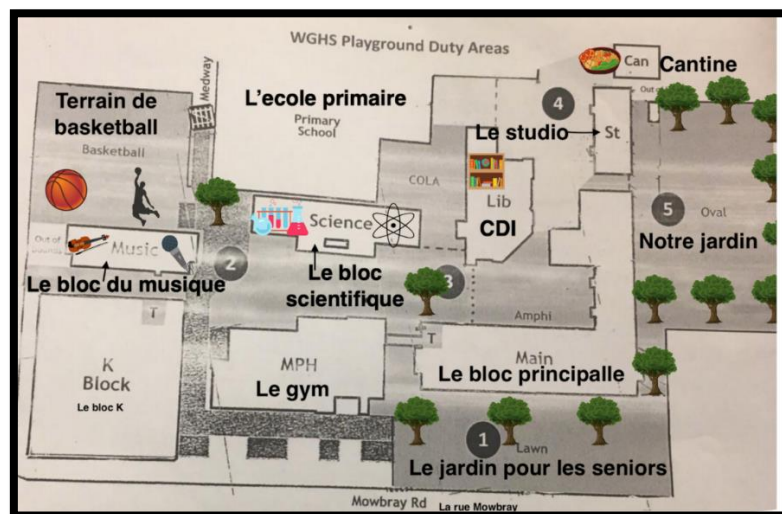 WGHS Playground Duty Areas
Can
Cantine
Medway
Terrain de
basketball
Basketball
L'ecole primaire
Primary
School
4
Le studio
St
COLA
Lib
CDI
5
Oval
Notre jardin
Science
Le bloc
scientifique
Out of
Music
Le bloc du musique
2
3
Amphi
T
T
K
Block
Le bloc K
MPH
Le gym
Main
Le bloc principalle
1
Lawn
Le jardin pour les seniors
Mowbray Rd
La rue Mowbray